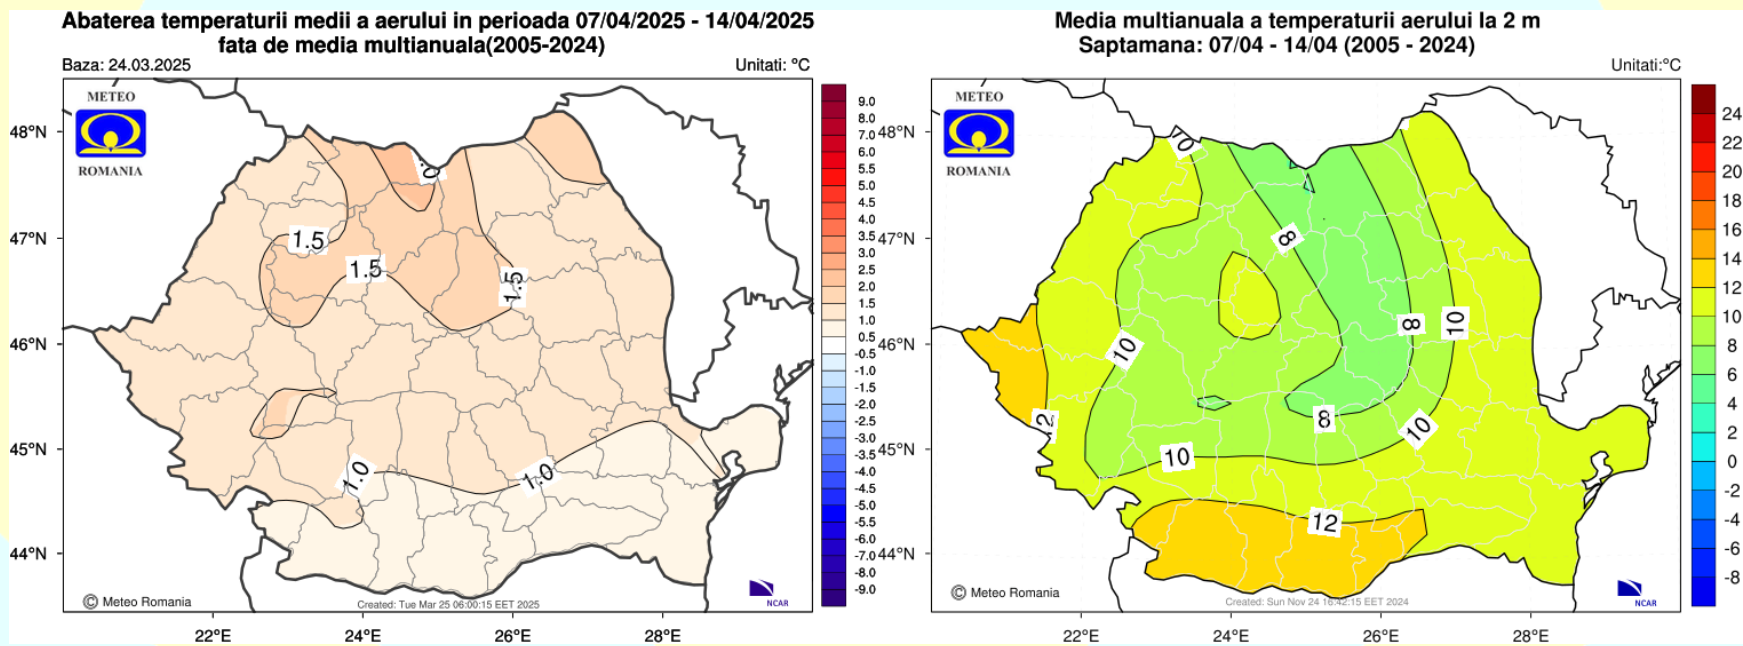 Abaterea temperaturii medii a aerului in perioada 07/04/2025 - 14/04/2025
fata de media multianuala(2005-2024)
Baza: 24.03.2025
Unitati: °C
METEO
ROMANIA
48°N
47°N
46°N
45°N
44°N
1.5
1.5
1.5
1.0
1.0
9.0
8.0
7.0
6.0
5.5
5.0
4.5
4.0
3.5
3.0
2.5
2.0
1.5
1.0
0.5
-0.5
-1.0
-1.5
-2.0
-2.5
-3.0
-3.5
-4.0
-4.5
-5.0
-5.5
-6.0
-7.0
-8.0
-9.0
© Meteo Romania
Created: Tue Mar 25 06:00:15 EET 2025
NCAR
22°E
24°E
26°E
28°E
Media multianuala a temperaturii aerului la 2 m
Saptamana: 07/04 - 14/04 (2005 - 2024)
Unitati:°C
METEO
ROMANIA
48°N
47°N
46°N
45°N
44°N
10
8
8
10
10
8
10
10
12
12
24
22
20
18
16
14
12
10
8
6
4
2
0
-2
-4
-6
-8
© Meteo Romania
Created: Sun Nov 24 16:42:15 EET 2024
NCAR
22°E
24°E
26°E
28°E